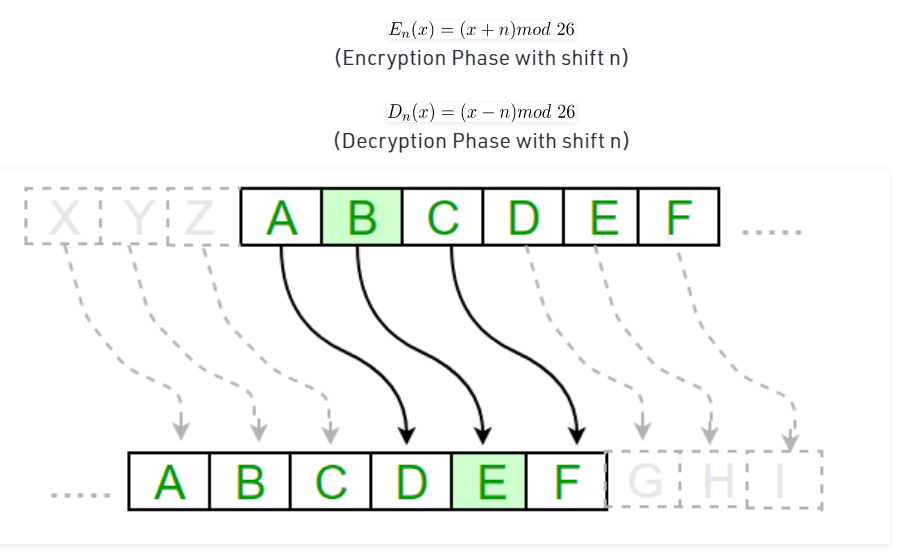 Eₙ(x) = (x + n)mod 26
(Encryption Phase with shift n)
Dₙ(x) = (x − n)mod 26
(Decryption Phase with shift n)
X Y Z A B C D E F .....
..... A B C D E F G H I